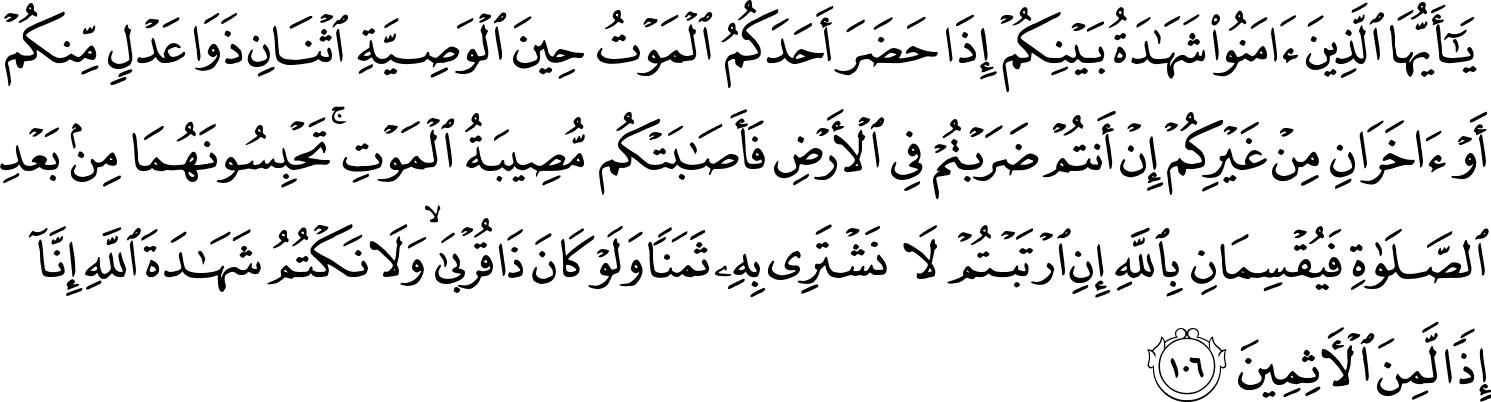 يَٰٓأَيُّهَا ٱلَّذِينَ ءَامَنُوا۟ شَهَٰدَةُ بَيْنِكُمْ إِذَا حَضَرَ أَحَدَكُمُ ٱلْمَوْتُ حِينَ ٱلْوَصِيَّةِ ٱثْنَانِ ذَوَا عَدْلٍ مِّنكُمْ
أَوْ ءَاخَرَانِ مِنْ غَيْرِكُمْ إِنْ أَنتُمْ ضَرَبْتُمْ فِى ٱلْأَرْضِ فَأَصَٰبَتْكُم مُّصِيبَةُ ٱلْمَوْتِ ۚ تَحْبِسُونَهُمَا مِنۢ بَعْدِ
ٱلصَّلَوٰةِ فَيُقْسِمَانِ بِٱللَّهِ إِنِ ٱرْتَبْتُمْ لَا نَشْتَرِى بِهِۦ ثَمَنًا وَلَوْ كَانَ ذَا قُرْبَىٰ ۙ وَلَا نَكْتُمُ شَهَٰدَةَ ٱللَّهِ إِنَّآ
إِذًا لَّمِنَ ٱلْـَٔاثِمِينَ ١٠٦